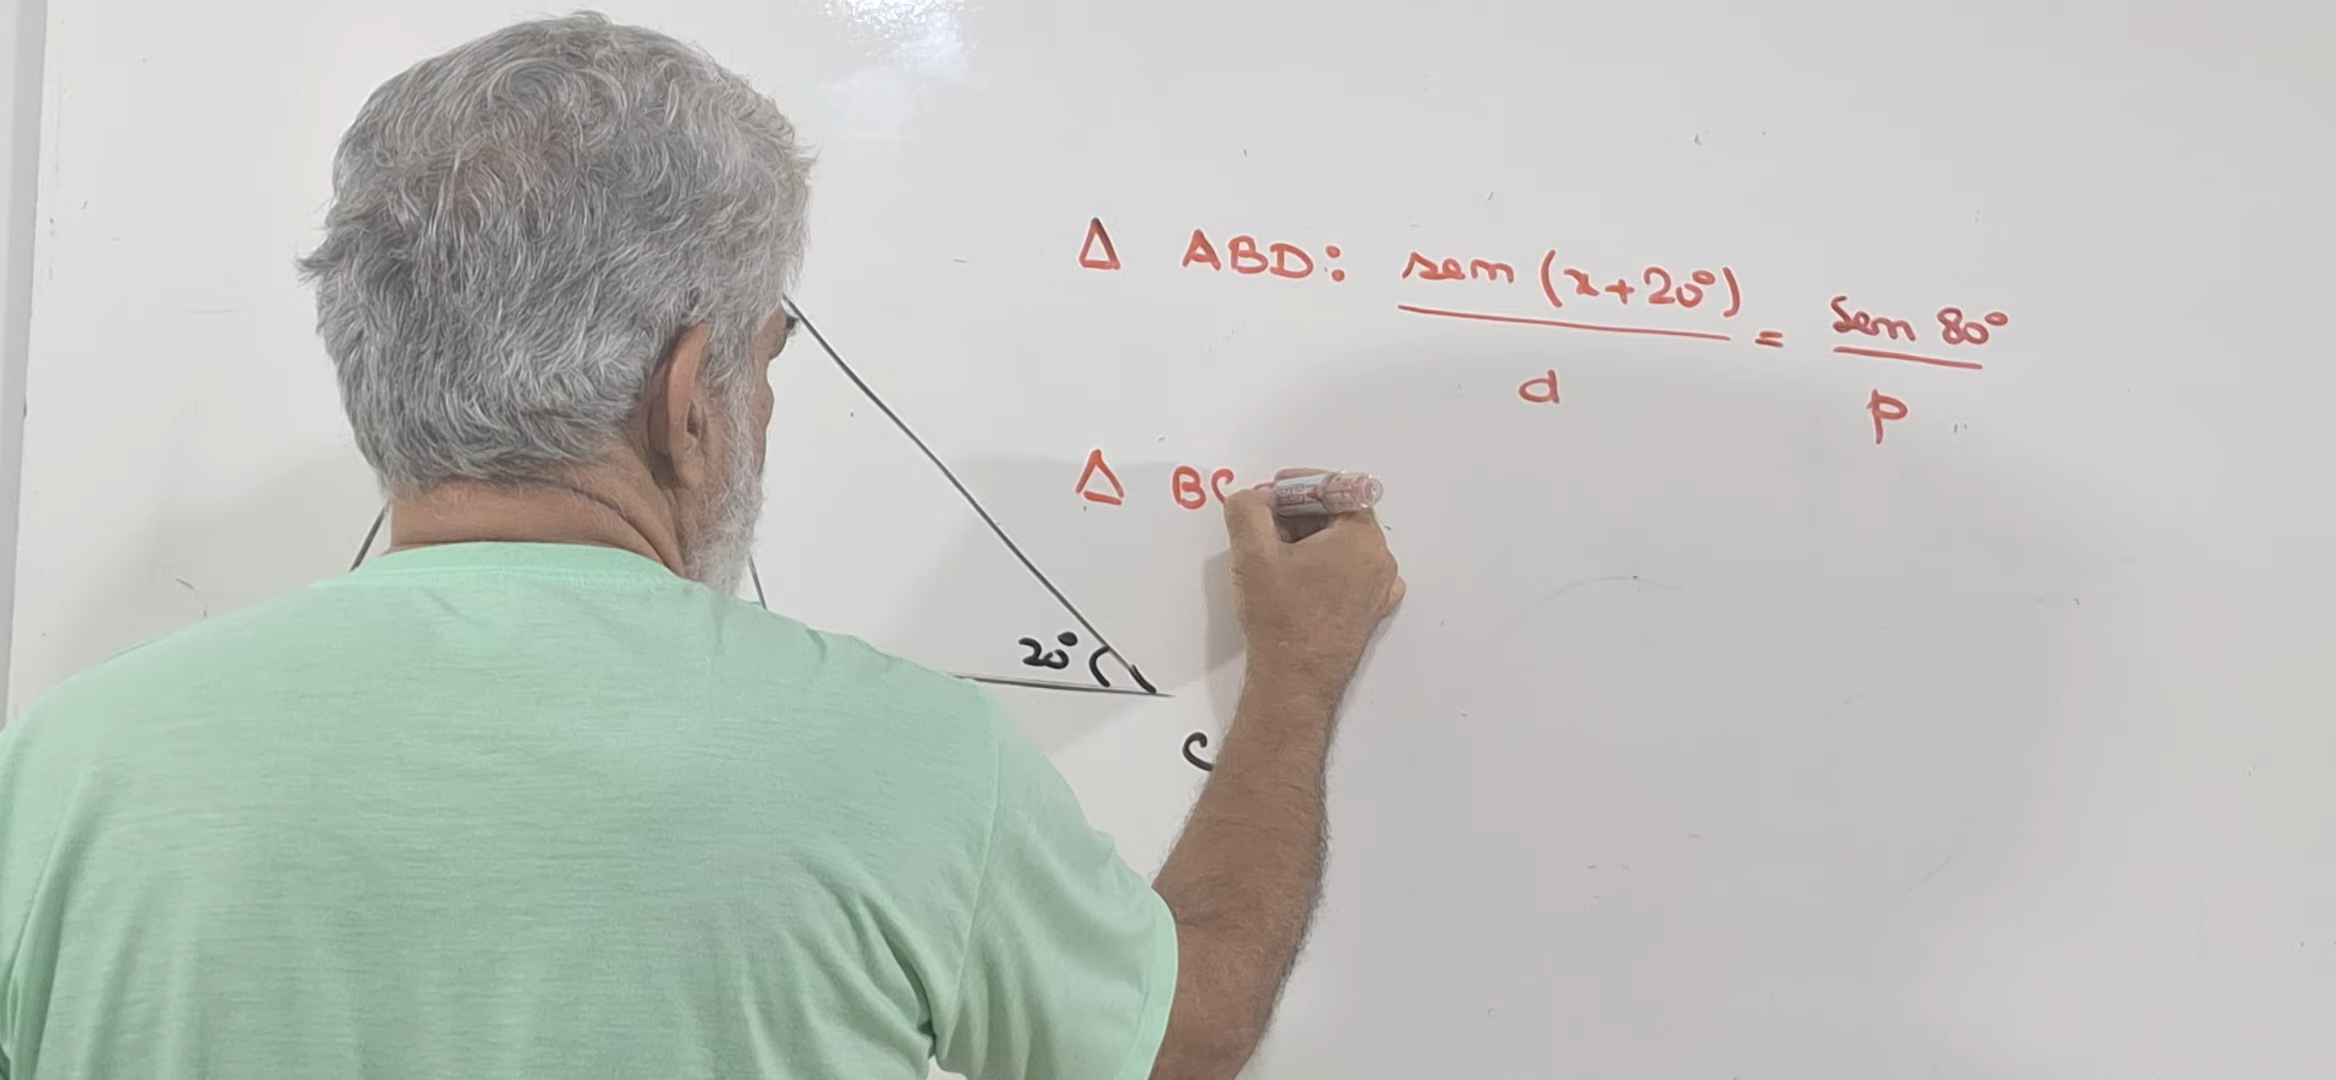 Δ ABD: sen (x+20°) / d = sen 80° / p
Δ BC
20°
C